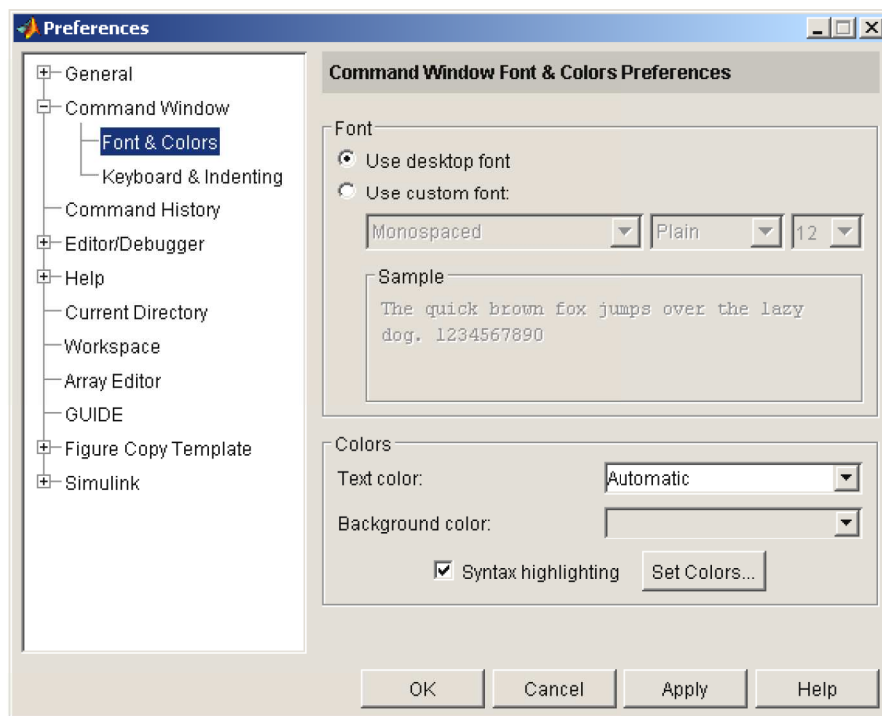 Preferences
General
Command Window
Font & Colors
Keyboard & Indenting
Command History
Editor/Debugger
Help
Current Directory
Workspace
Array Editor
GUIDE
Figure Copy Template
Simulink
Command Window Font & Colors Preferences
Font
Use desktop font
Use custom font:
Monospaced Plain 12
Sample
The quick brown fox jumps over the lazy
dog. 1234567890
Colors
Text color: Automatic
Background color:
Syntax highlighting Set Colors...
OK Cancel Apply Help